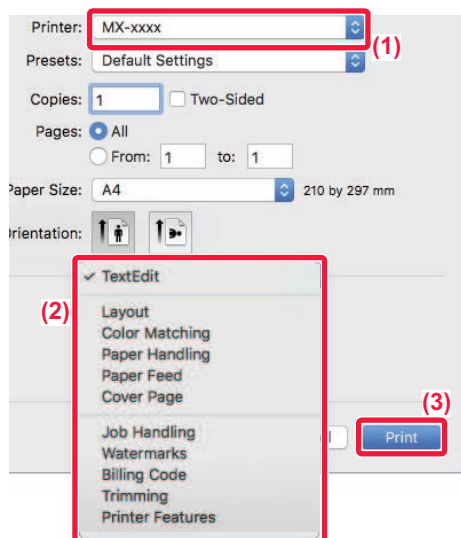 Printer: MX-xxxx
(1)
Presets: Default Settings
Copies: 1 Two-Sided
Pages: All
From: 1 to: 1
Paper Size: A4 210 by 297 mm
rientation:
(2)
✓ TextEdit
Layout
Color Matching
Paper Handling
Paper Feed
Cover Page
(3)
Job Handling
Watermarks
Billing Code
Trimming
Printer Features
l Print